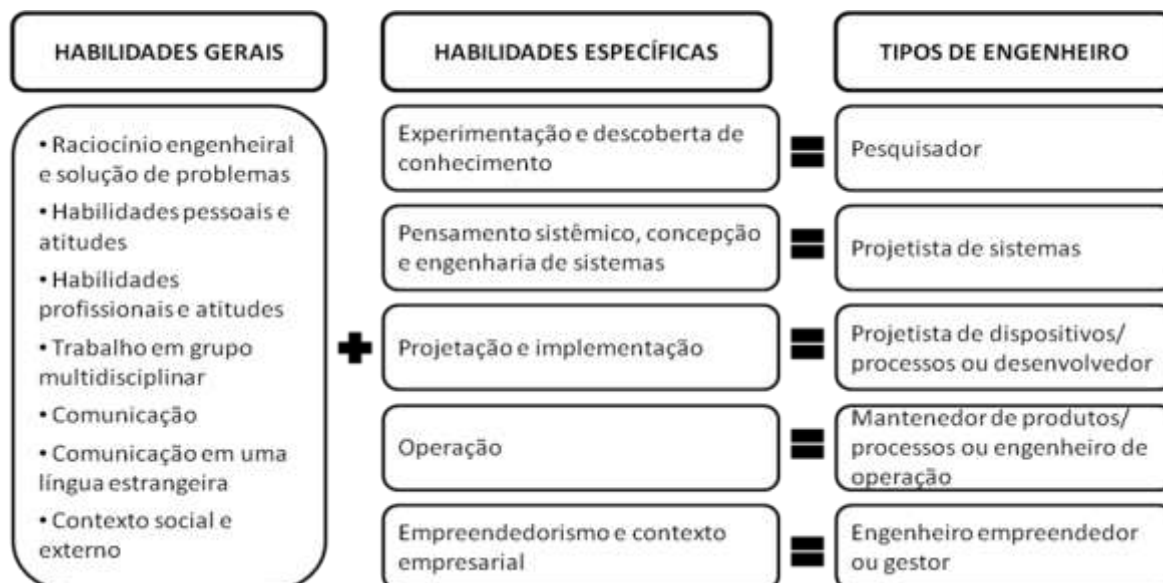 HABILIDADES GERAIS
• Raciocínio engenheiral
e solução de problemas
• Habilidades pessoais e
atitudes
• Habilidades
profissionais e atitudes
• Trabalho em grupo
multidisciplinar
• Comunicação
• Comunicação em uma
língua estrangeira
• Contexto social e
externo
HABILIDADES ESPECÍFICAS
Experimentação e descoberta de
conhecimento
Pensamento sistêmico, concepção
e engenharia de sistemas
Projetação e implementação
Operação
Empreendedorismo e contexto
empresarial
TIPOS DE ENGENHEIRO
Pesquisador
Projetista de sistemas
Projetista de dispositivos/
processos ou desenvolvedor
Mantenedor de produtos/
processos ou engenheiro de
operação
Engenheiro empreendedor
ou gestor